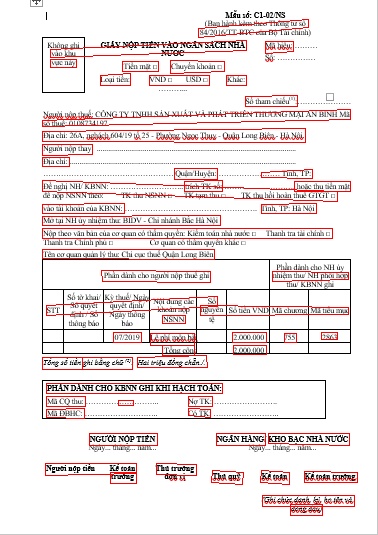 Mẫu số: C1-02/NS
(Ban hành kèm theo Thông tư số
84/2016/TT-BTC của Bộ Tài chính)
Không ghi
vào khu
vực này
GIẤY NỘP TIỀN VÀO NGÂN SÁCH NHÀ
NƯỚC
Mã hiệu:
Số
Tiền mặt □ Chuyển khoản □
Loại tiền: VND □ USD □ Khác:
Số tham chiếu
Người nộp thuế: CÔNG TY TNHH SẢN XUẤT VÀ PHÁT TRIỂN THƯƠNG MẠI AN BÌNH Mã
số thuế: 0108734197
Địa chỉ: 26A, nghách 604/19 tổ 25 - Phường Ngọc Thụy - Quận Long Biên - Hà Nội
Người nộp thay
Địa chỉ:
Quận/Huyện: Tỉnh, TP:
Đề nghị NH/ KBNN: trích TK số hoặc thu tiền mặt
để nộp NSNN theo: TK thu NSNN □ TK tạm thu □ TK thu hồi hoàn thuế GTGT □
vào tài khoản của KBNN: Tỉnh, TP: Hà Nội
Mở tại NH ủy nhiệm thu: BIDV - Chi nhánh Bắc Hà Nội
Nộp theo văn bản của cơ quan có thẩm quyền: Kiểm toán nhà nước □ Thanh tra tài chính □
Thanh tra Chính phủ □ Cơ quan có thẩm quyền khác □
Tên cơ quan quản lý thu: Chi cục thuế Quận Long Biên
Phần dành cho người nộp thuế ghi
Phần dành cho NH ủy
nhiệm thu/ NH phối hợp
thu/ KBNN ghi
STT
Số tờ khai/
Số quyết
định / Số
thông báo
Kỳ thuế/ Ngày
quyết định/
Ngày thông
báo
Nội dung các
khoản nộp
NSNN
Số
nguyên
tệ
Số tiền VND
Mã chương
Mã tiểu mục
07/2019
2.000.000
755
2863
Tổng cộng
2.000.000
Tổng số tiền ghi bằng chữ Hai triệu đồng chẵn./.
PHẦN DÀNH CHO KBNN GHI KHI HẠCH TOÁN:
Mã CQ thu: Nợ TK:
Mã ĐBHC: Có TK
NGƯỜI NỘP TIỀN
Ngày... tháng... năm...
NGÂN HÀNG KHO BẠC NHÀ NƯỚC
Ngày... tháng... năm...
Người nộp tiền
Kế toán
trưởng
Thủ trưởng
đơn vị
Thủ quỹ
Kế toán
Kế toán trưởng
Ghi chức danh, ký, họ tên và
đóng dấu